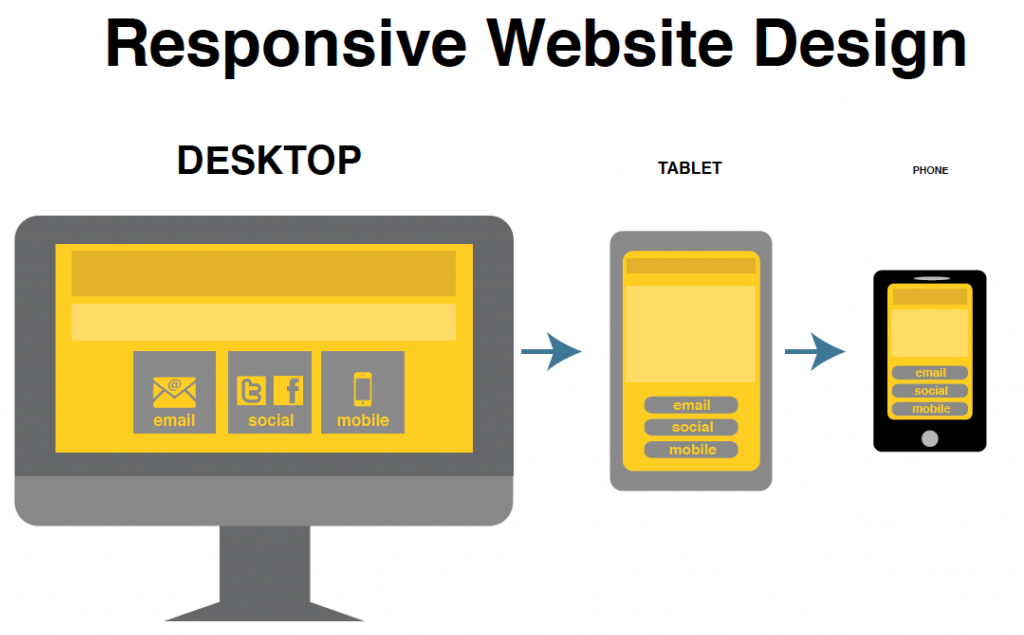 Responsive Website Design
DESKTOP
TABLET
PHONE
@
email
social
mobile
email
social
mobile
email
social
mobile